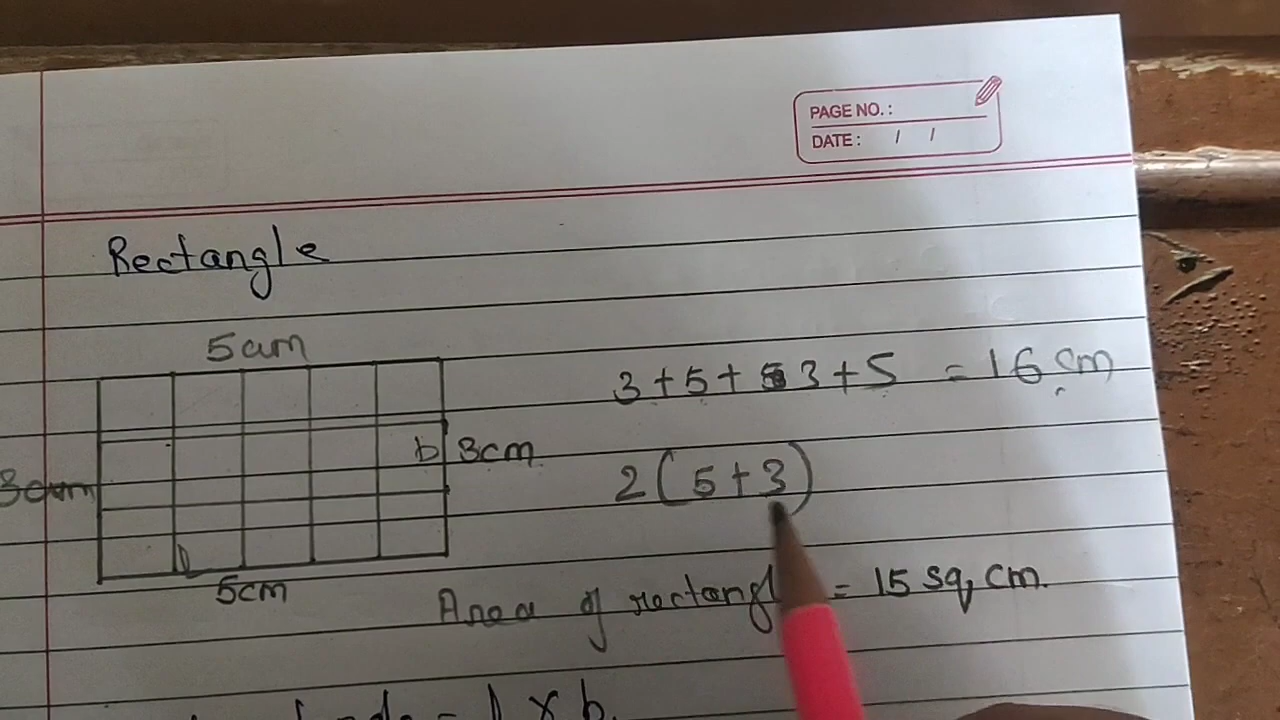 PAGE NO. :
DATE : / /
Rectangle
5cm
3+5+3+5 = 16 cm
b 3cm
3cm
2(5+3)
l
5cm
Area of rectangle = 15 sq cm.
= l × b.